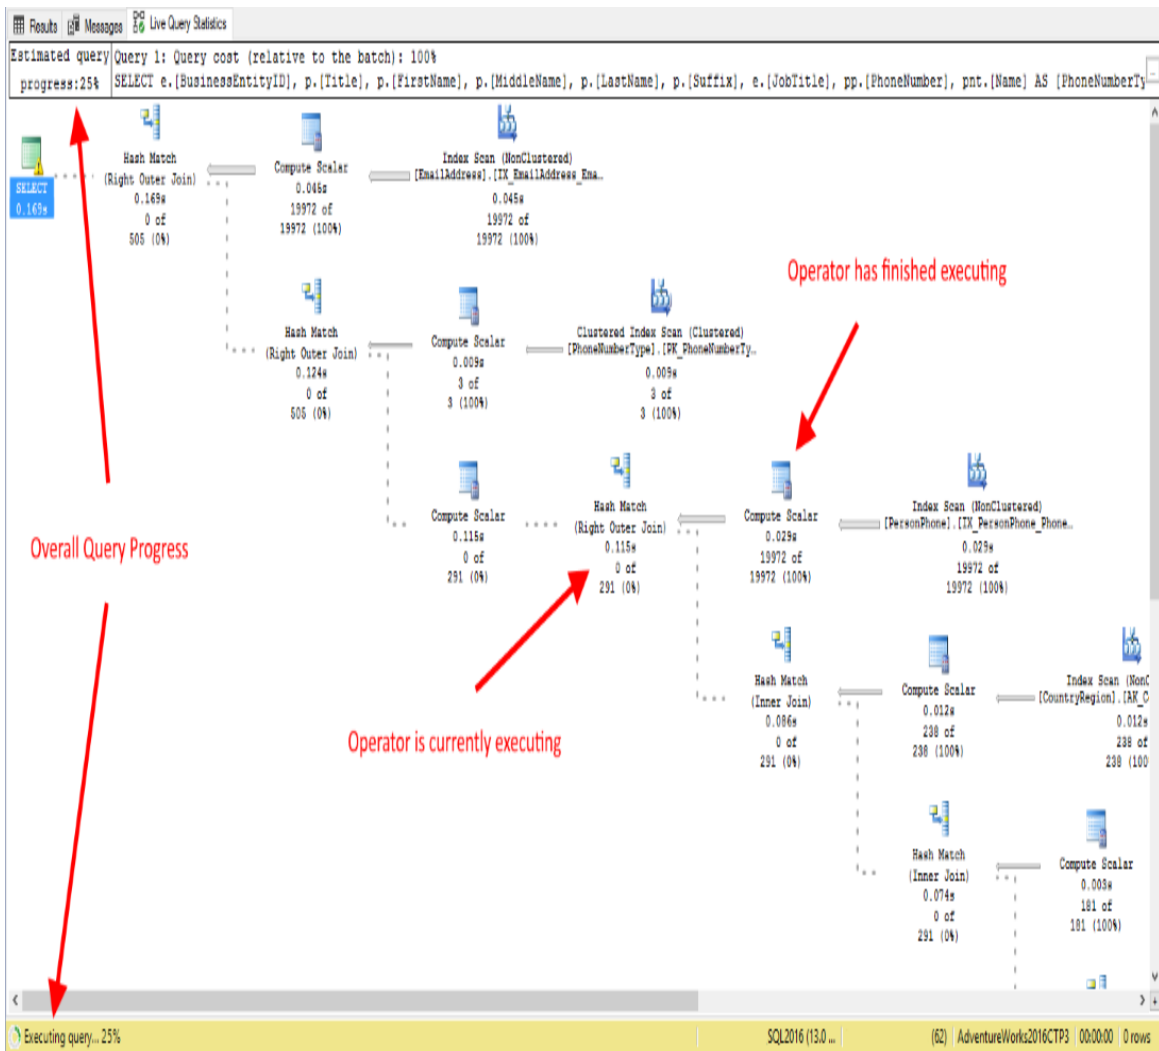 Results Messages Live Query Statistics
Estimated query progress:25%
Query 1: Query cost (relative to the batch): 100%
SELECT e.[BusinessEntityID], p.[Title], p.[FirstName], p.[MiddleName], p.[LastName], p.[Suffix], e.[JobTitle], pp.[PhoneNumber], pnt.[Name] AS [PhoneNumberTy
...
SELECT
0.169s
Hash Match
(Right Outer Join)
0.169s
0 of
505 (0%)
Compute Scalar
0.045s
19972 of
19972 (100%)
Index Scan (NonClustered)
[EmailAddress].[IX_EmailAddress_Ema…
0.045s
19972 of
19972 (100%)
Operator has finished executing
Hash Match
(Right Outer Join)
0.124s
0 of
505 (0%)
Compute Scalar
0.009s
3 of
3 (100%)
Clustered Index Scan (Clustered)
[PhoneNumberType].[PK_PhoneNumberTy…
0.009s
3 of
3 (100%)
Overall Query Progress
Compute Scalar
0.115s
0 of
291 (0%)
Hash Match
(Right Outer Join)
0.115s
0 of
291 (0%)
Compute Scalar
0.029s
19972 of
19972 (100%)
Index Scan (NonClustered)
[PersonPhone].[IX_PersonPhone_Phone…
0.029s
19972 of
19972 (100%)
Operator is currently executing
Hash Match
(Inner Join)
0.086s
0 of
291 (0%)
Compute Scalar
0.012s
238 of
238 (100%)
Index Scan (NonC
[CountryRegion].[AK_C
0.012s
238 of
238 (100
Hash Match
(Inner Join)
0.074s
0 of
291 (0%)
Compute Scalar
0.003s
181 of
181 (100%)
Executing query... 25% SQL2016 (13.0 ... (62) AdventureWorks2016CTP3 00:00:00 0 rows